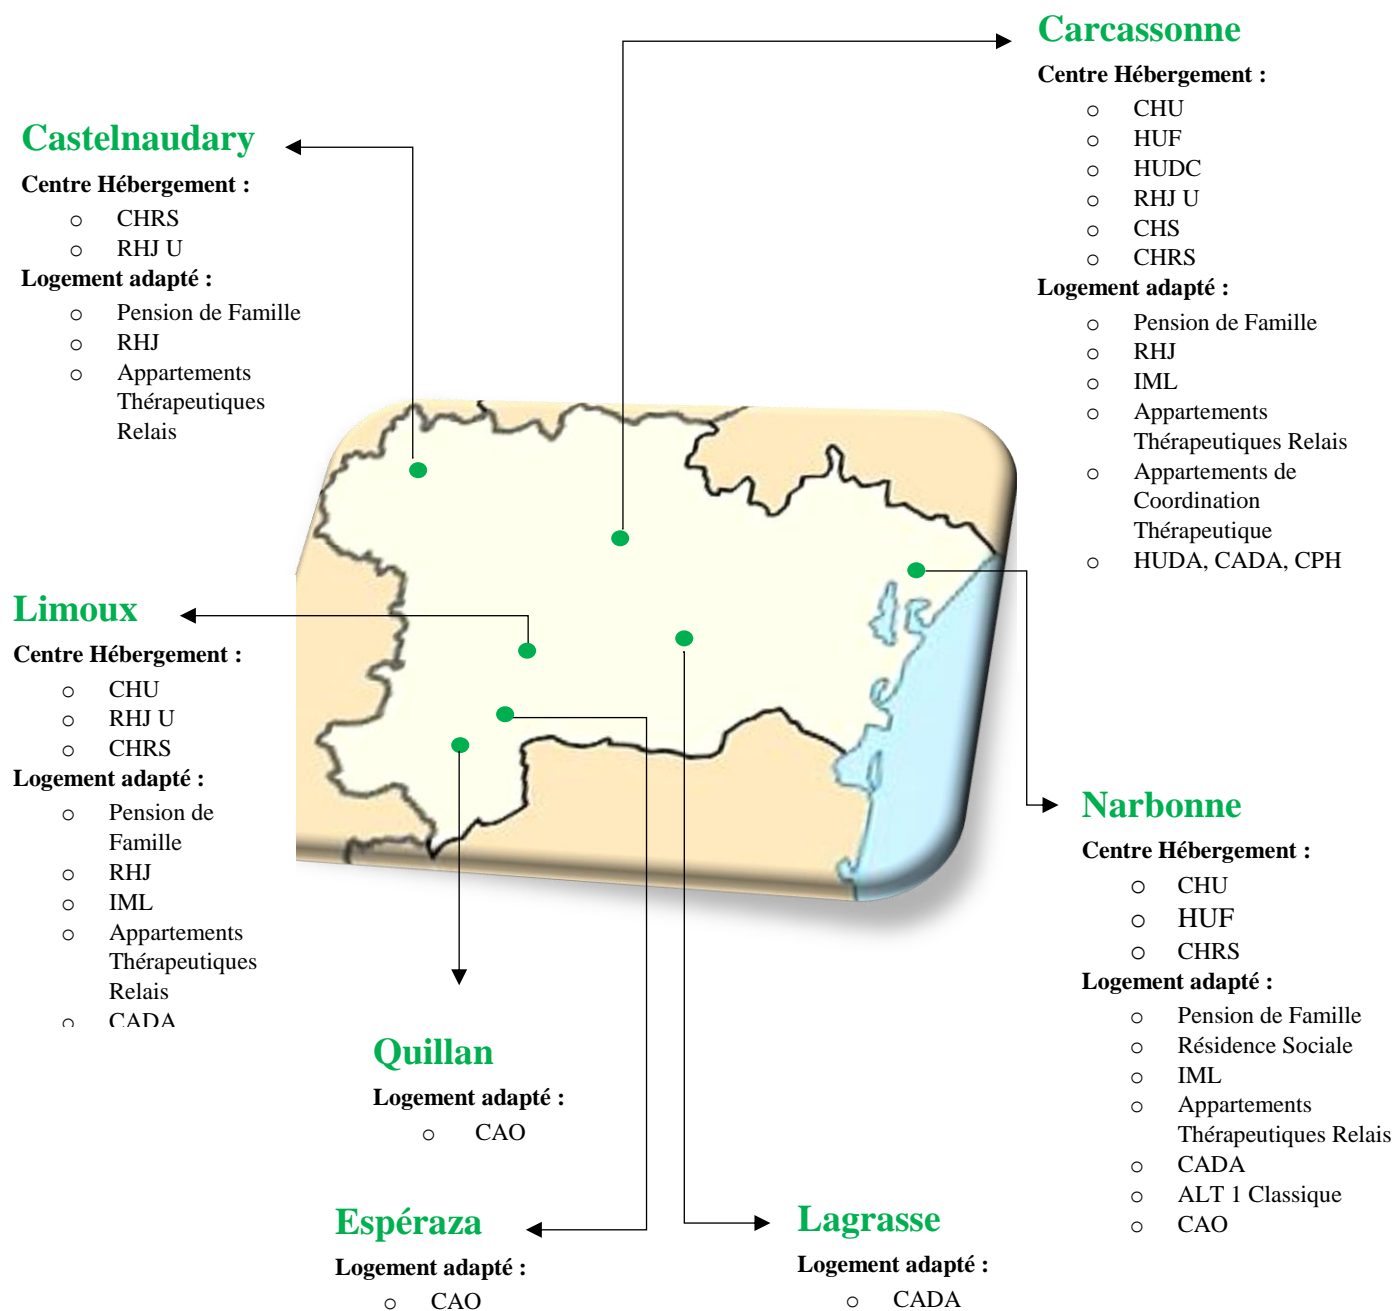 Carcassonne
Centre Hébergement :
o CHU
o HUF
o HUDC
o RHJ U
o CHS
o CHRS
Logement adapté :
o Pension de Famille
o RHJ
o IML
o Appartements
Thérapeutiques Relais
o Appartements de
Coordination
Thérapeutique
o HUDA, CADA, CPH
Castelnaudary
Centre Hébergement :
o CHRS
o RHJ U
Logement adapté :
o Pension de Famille
o RHJ
o Appartements
Thérapeutiques
Relais
Limoux
Centre Hébergement :
o CHU
o RHJ U
o CHRS
Logement adapté :
o Pension de
Famille
o RHJ
o IML
o Appartements
Thérapeutiques
Relais
o CADA
Narbonne
Centre Hébergement :
o CHU
o HUF
o CHRS
Logement adapté :
o Pension de Famille
o Résidence Sociale
o IML
o Appartements
Thérapeutiques Relais
o CADA
o ALT 1 Classique
o CAO
Quillan
Logement adapté :
o CAO
Espéraza
Logement adapté :
o CAO
Lagrasse
Logement adapté :
o CADA